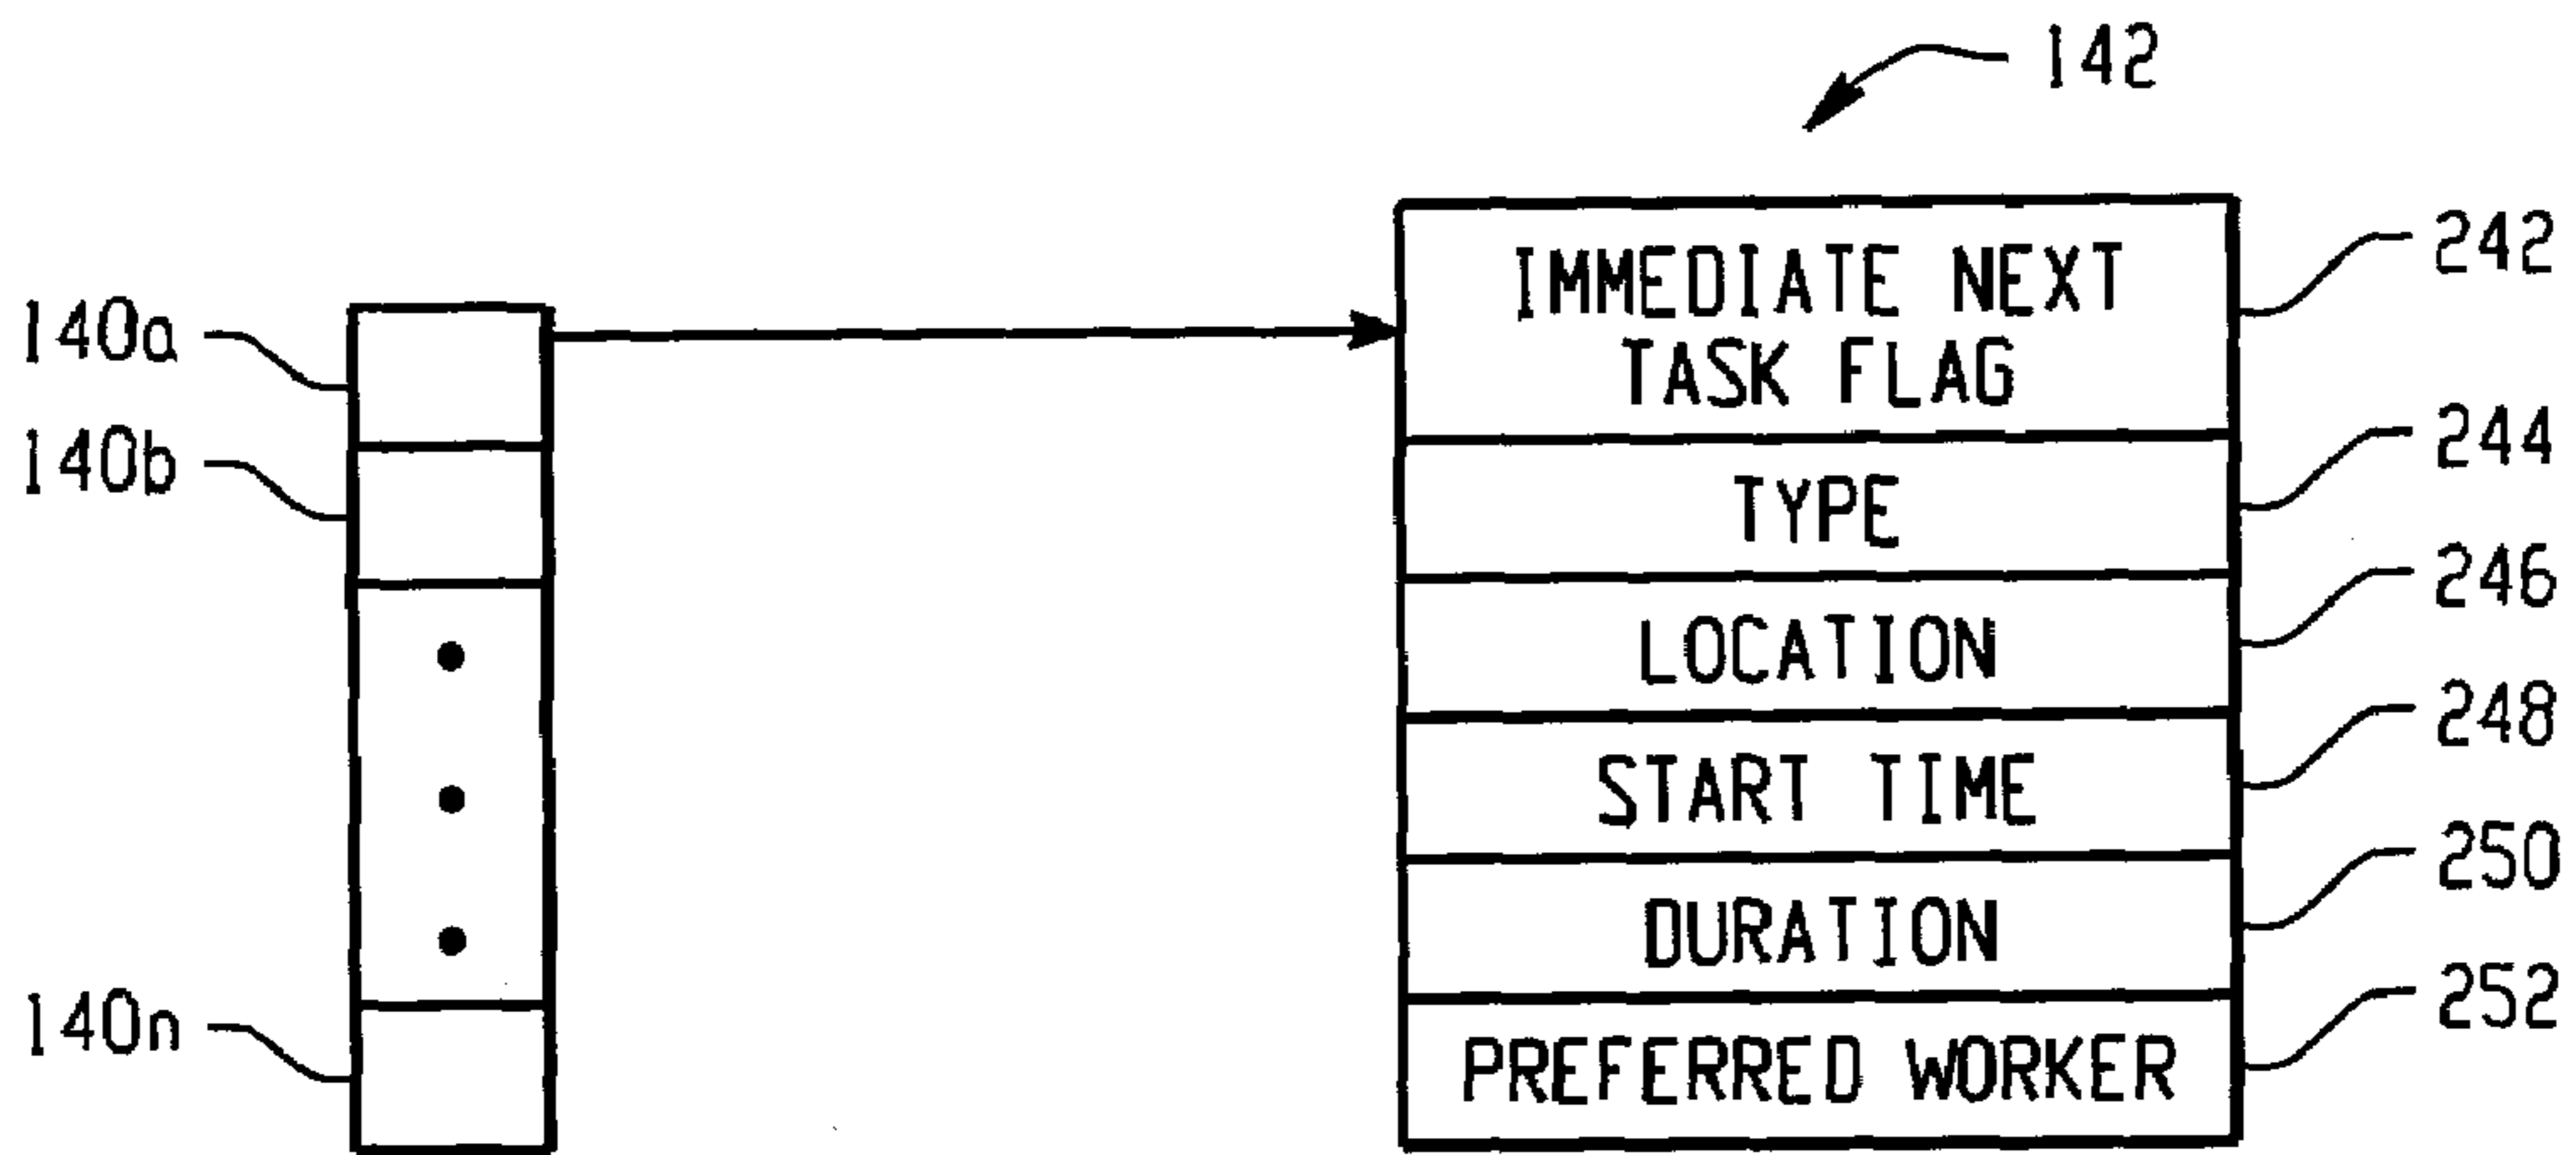 142
IMMEDIATE NEXT
TASK FLAG
242
140a
140b
TYPE
244
LOCATION
246
START TIME
248
DURATION
250
140n
PREFERRED WORKER
252